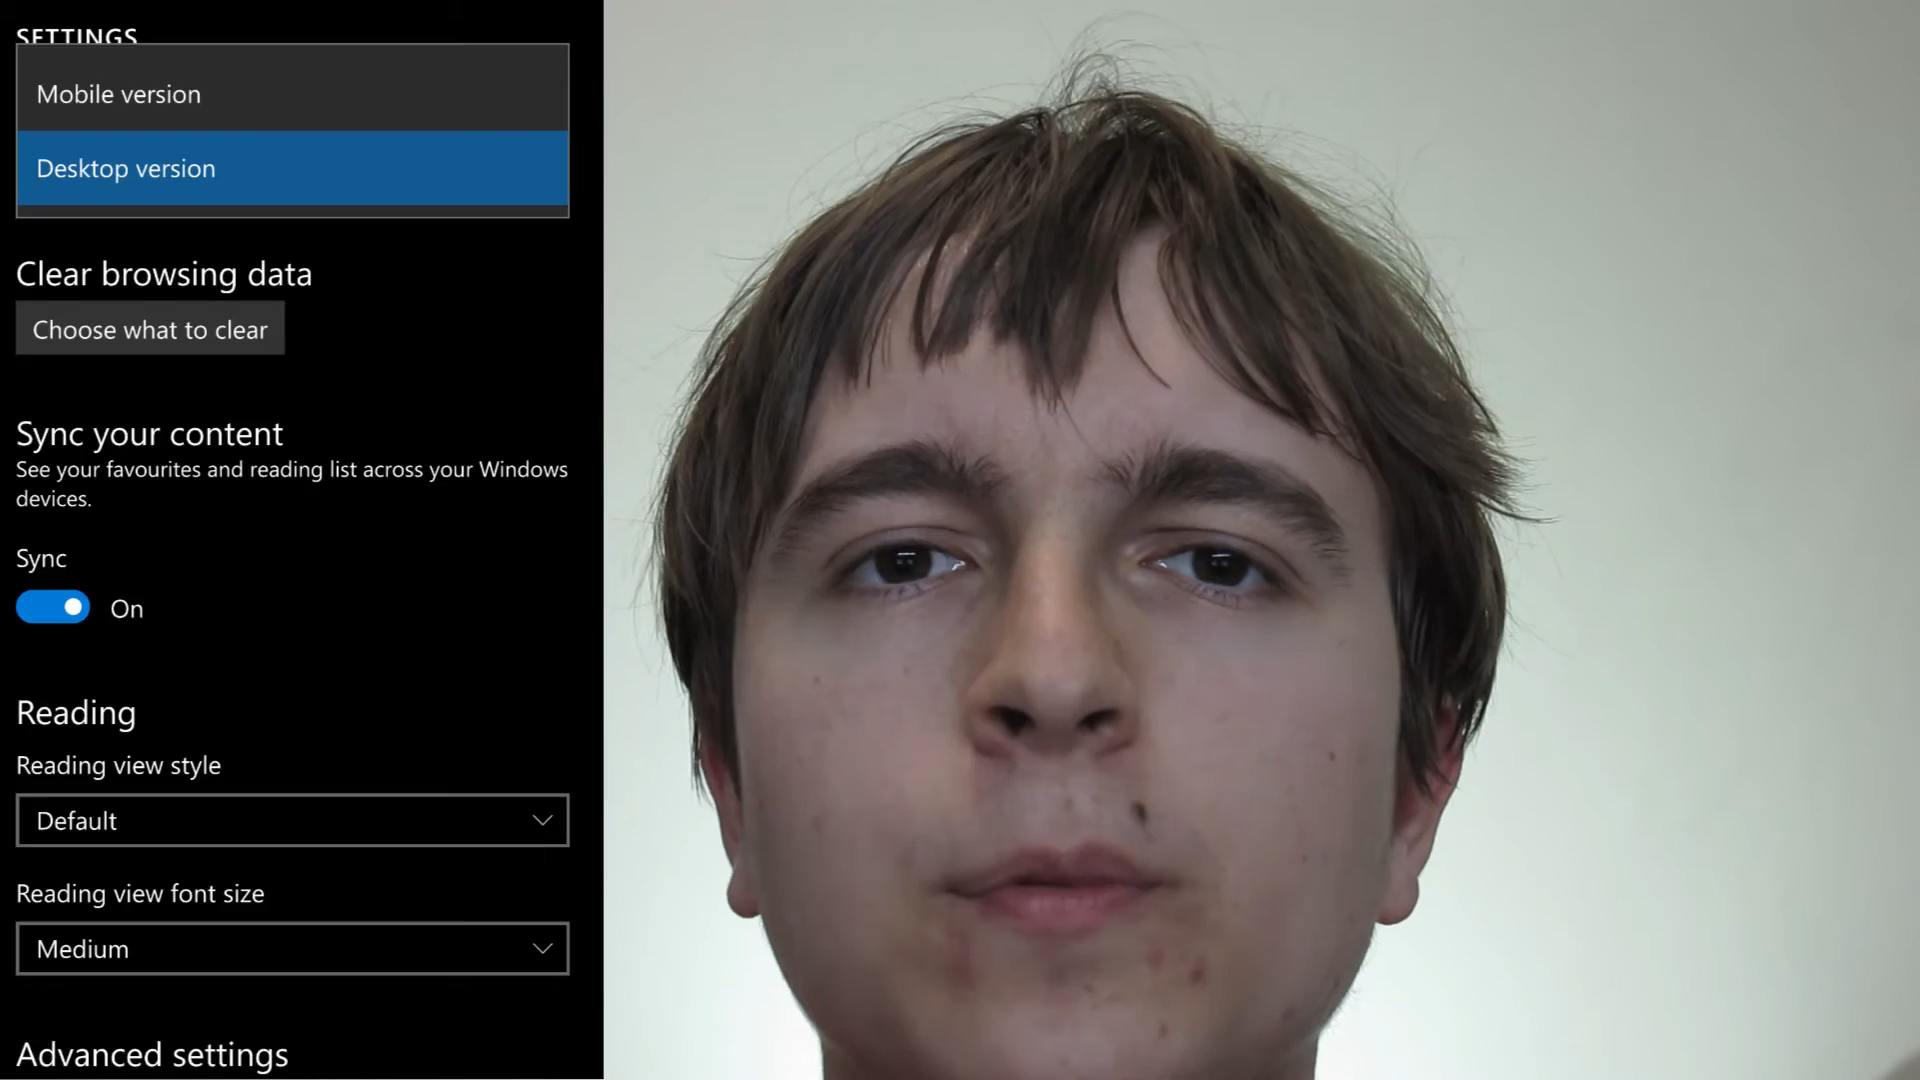 SETTINGS
Mobile version
Desktop version
Clear browsing data
Choose what to clear
Sync your content
See your favourites and reading list across your Windows
devices.
Sync
On
Reading
Reading view style
Default
Reading view font size
Medium
Advanced settings